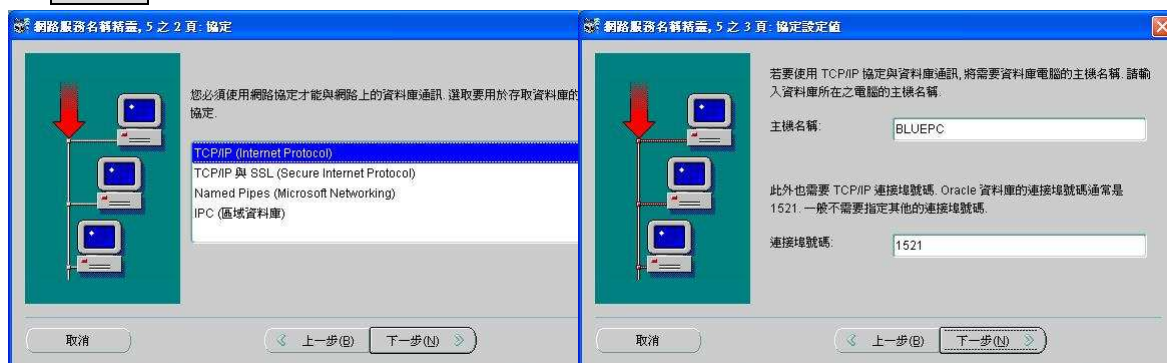 網路服務名稱精靈, 5 之 2 頁: 協定
您必須使用網路協定才能與網路上的資料庫通訊. 選取要用於存取資料庫的
協定.
TCP/IP (Internet Protocol)
TCP/IP 與 SSL (Secure Internet Protocol)
Named Pipes (Microsoft Networking)
IPC (區域資料庫)
取消
上一步(B)
下一步(N)
網路服務名稱精靈, 5 之 3 頁: 協定設定值
若要使用 TCP/IP 協定與資料庫通訊, 將需要資料庫電腦的主機名稱. 請輸
入資料庫所在之電腦的主機名稱.
主機名稱:
BLUEPC
此外也需要 TCP/IP 連接埠號碼. Oracle 資料庫的連接埠號碼通常是
1521. 一般不需要指定其他的連接埠號碼.
連接埠號碼:
1521
取消
上一步(B)
下一步(N)